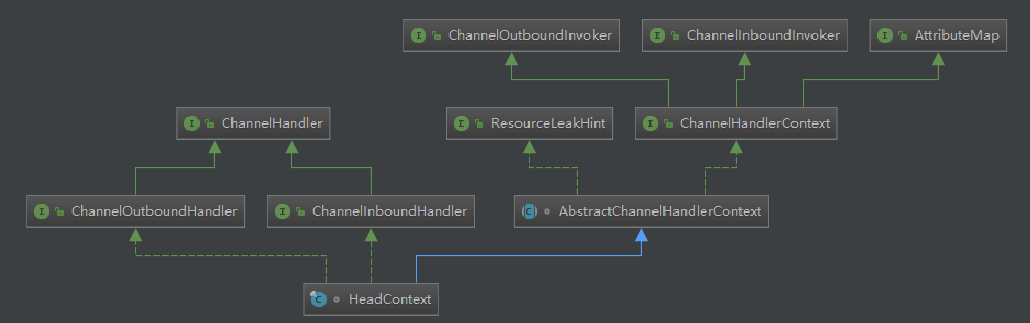 I ChannelOutboundInvoker
I ChannelInboundInvoker
I AttributeMap
I ChannelHandler
I ResourceLeakHint
I ChannelHandlerContext
I ChannelOutboundHandler
I ChannelInboundHandler
C AbstractChannelHandlerContext
C HeadContext